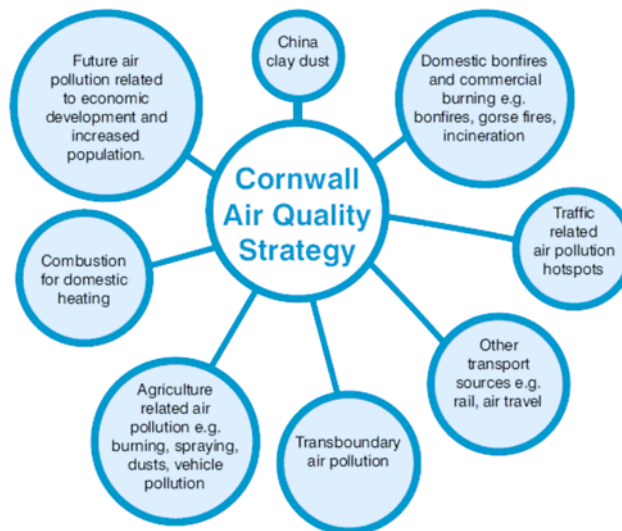 China
clay dust
Future air
pollution related
to economic
development and
increased
population.
Domestic bonfires
and commercial
burning e.g.
bonfires, gorse fires,
incineration
Cornwall
Air Quality
Strategy
Traffic
related
air pollution
hotspots
Combustion
for domestic
heating
Other
transport
sources e.g.
rail, air travel
Agriculture
related air
pollution e.g.
burning, spraying,
dusts, vehicle
pollution
Transboundary
air pollution